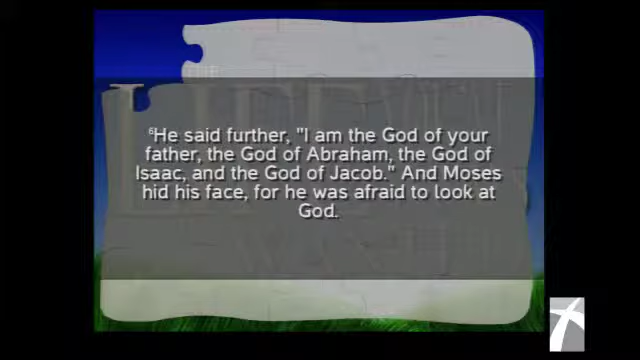 ⁶He said further, "I am the God of your
father, the God of Abraham, the God of
Isaac, and the God of Jacob." And Moses
hid his face, for he was afraid to look at
God.